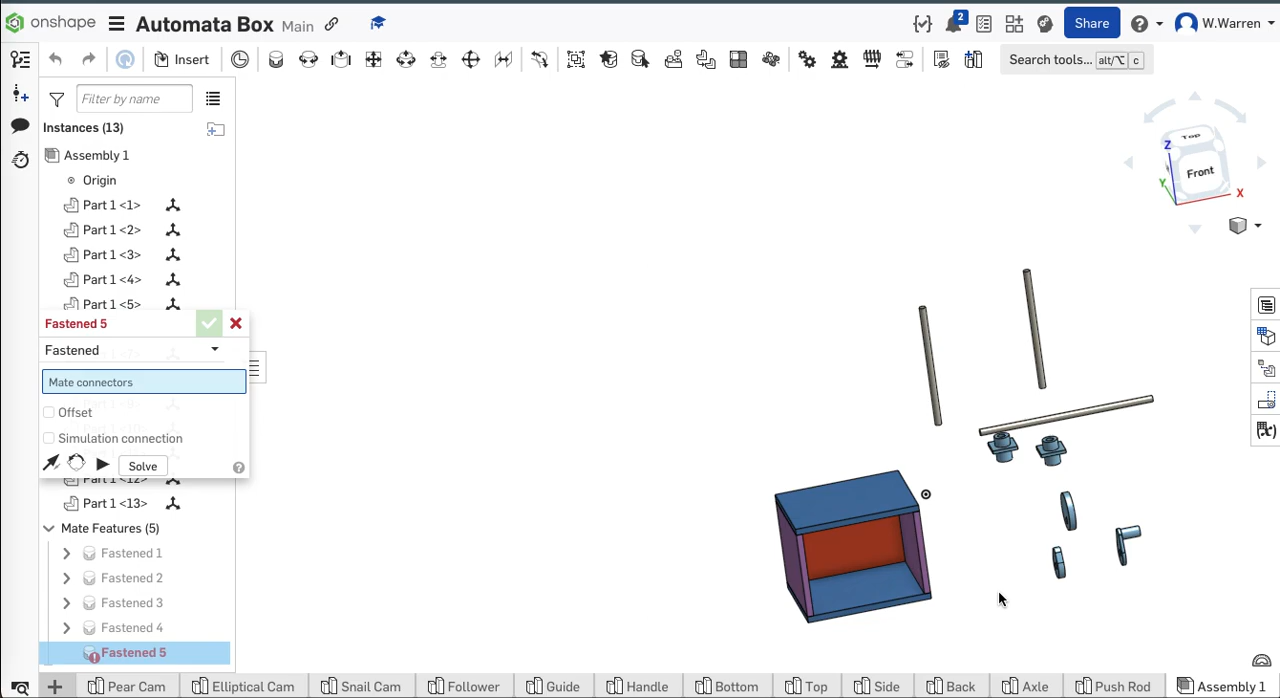 onshape
Automata Box
Main
2
Share
W.Warren
Insert
Search tools... alt/⌥ c
Filter by name
Instances (13)
Assembly 1
Origin
Part 1 <1>
Part 1 <2>
Part 1 <3>
Part 1 <4>
Part 1 <5>
Fastened 5
Fastened
Mate connectors
Offset
Simulation connection
Solve
Part 1 <12>
Part 1 <13>
Mate Features (5)
Fastened 1
Fastened 2
Fastened 3
Fastened 4
Fastened 5
Top
Front
Z
Y
X
Pear Cam
Elliptical Cam
Snail Cam
Follower
Guide
Handle
Bottom
Top
Side
Back
Axle
Push Rod
Assembly 1